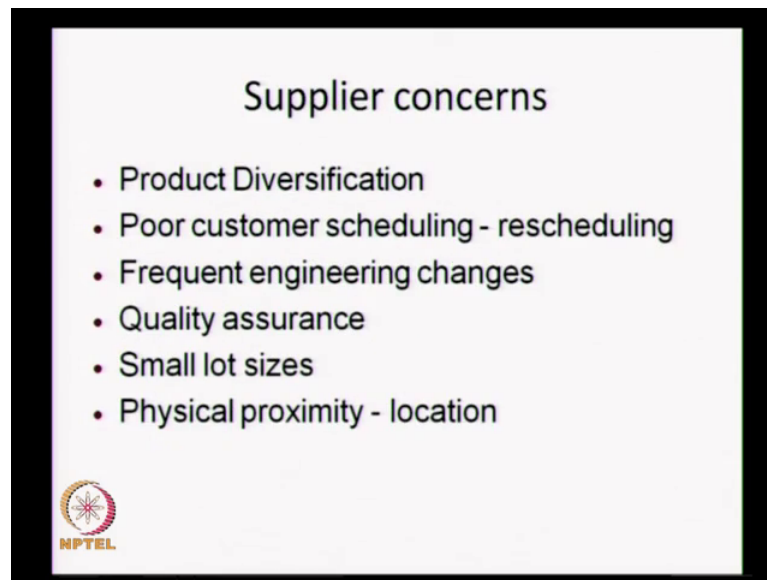 Supplier concerns
• Product Diversification
• Poor customer scheduling - rescheduling
• Frequent engineering changes
• Quality assurance
• Small lot sizes
• Physical proximity - location
NPTEL